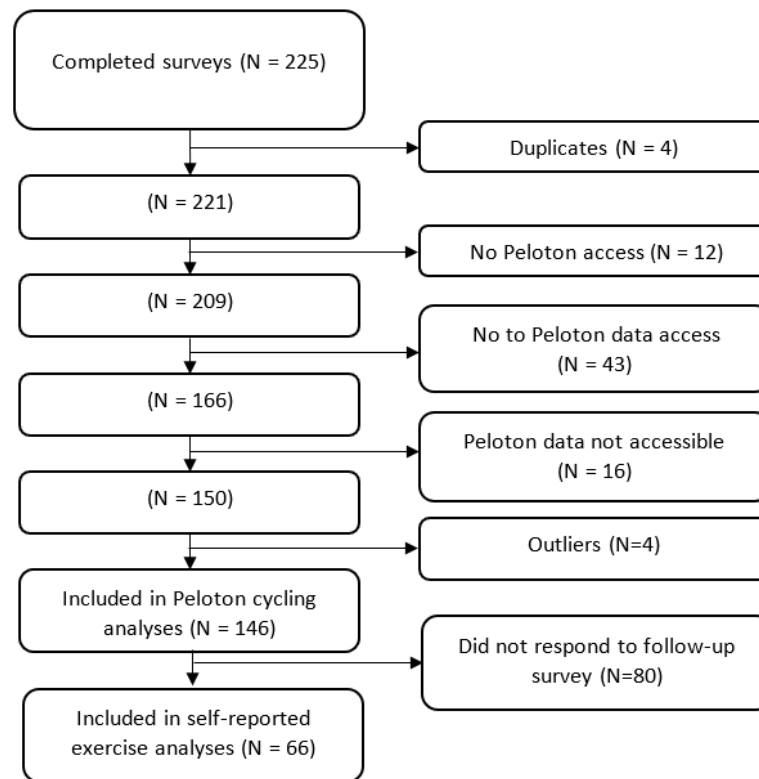 Completed surveys (N = 225)
Duplicates (N = 4)
(N = 221)
No Peloton access (N = 12)
(N = 209)
No to Peloton data access
(N = 43)
(N = 166)
Peloton data not accessible
(N = 16)
(N = 150)
Outliers (N=4)
Included in Peloton cycling
analyses (N = 146)
Did not respond to follow-up
survey (N=80)
Included in self-reported
exercise analyses (N = 66)